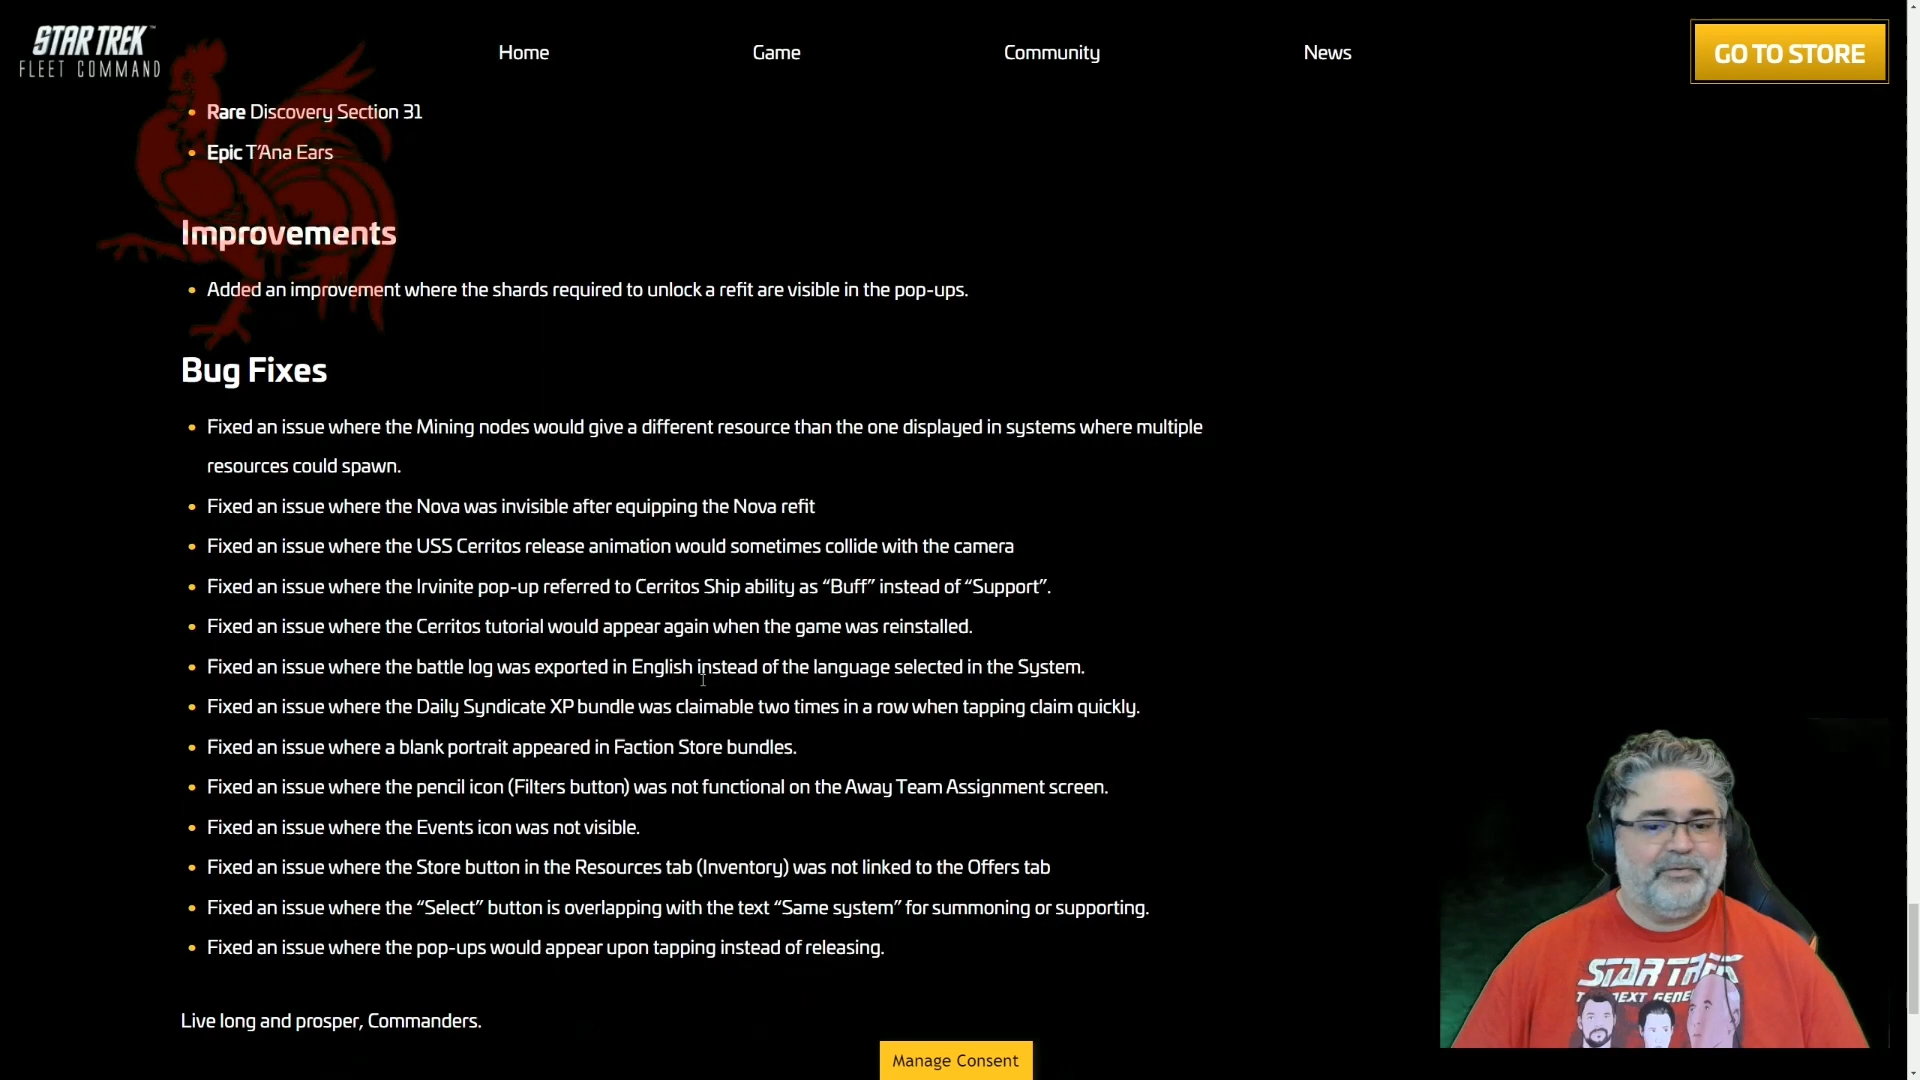 STAR TREK™
FLEET COMMAND
Home
Game
Community
News
GO TO STORE
Rare Discovery Section 31
Epic T’Ana Ears
Improvements
Added an improvement where the shards required to unlock a refit are visible in the pop-ups.
Bug Fixes
Fixed an issue where the Mining nodes would give a different resource than the one displayed in systems where multiple
resources could spawn.
Fixed an issue where the Nova was invisible after equipping the Nova refit
Fixed an issue where the USS Cerritos release animation would sometimes collide with the camera
Fixed an issue where the Irvinite pop-up referred to Cerritos Ship ability as “Buff” instead of “Support”.
Fixed an issue where the Cerritos tutorial would appear again when the game was reinstalled.
Fixed an issue where the battle log was exported in English instead of the language selected in the System.
Fixed an issue where the Daily Syndicate XP bundle was claimable two times in a row when tapping claim quickly.
Fixed an issue where a blank portrait appeared in Faction Store bundles.
Fixed an issue where the pencil icon (Filters button) was not functional on the Away Team Assignment screen.
Fixed an issue where the Events icon was not visible.
Fixed an issue where the Store button in the Resources tab (Inventory) was not linked to the Offers tab
Fixed an issue where the “Select” button is overlapping with the text “Same system” for summoning or supporting.
Fixed an issue where the pop-ups would appear upon tapping instead of releasing.
Live long and prosper, Commanders.
Manage Consent
STAR TREK
NEXT